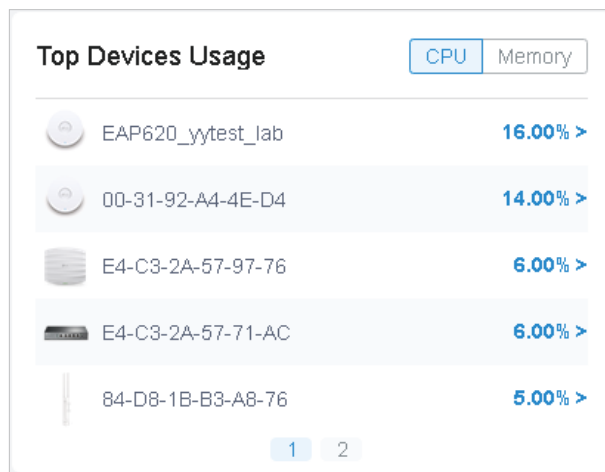 Top Devices Usage CPU Memory
EAP620_yytest_lab 16.00% >
00-31-92-A4-4E-D4 14.00% >
E4-C3-2A-57-97-76 6.00% >
E4-C3-2A-57-71-AC 6.00% >
84-D8-1B-B3-A8-76 5.00% >
1 2